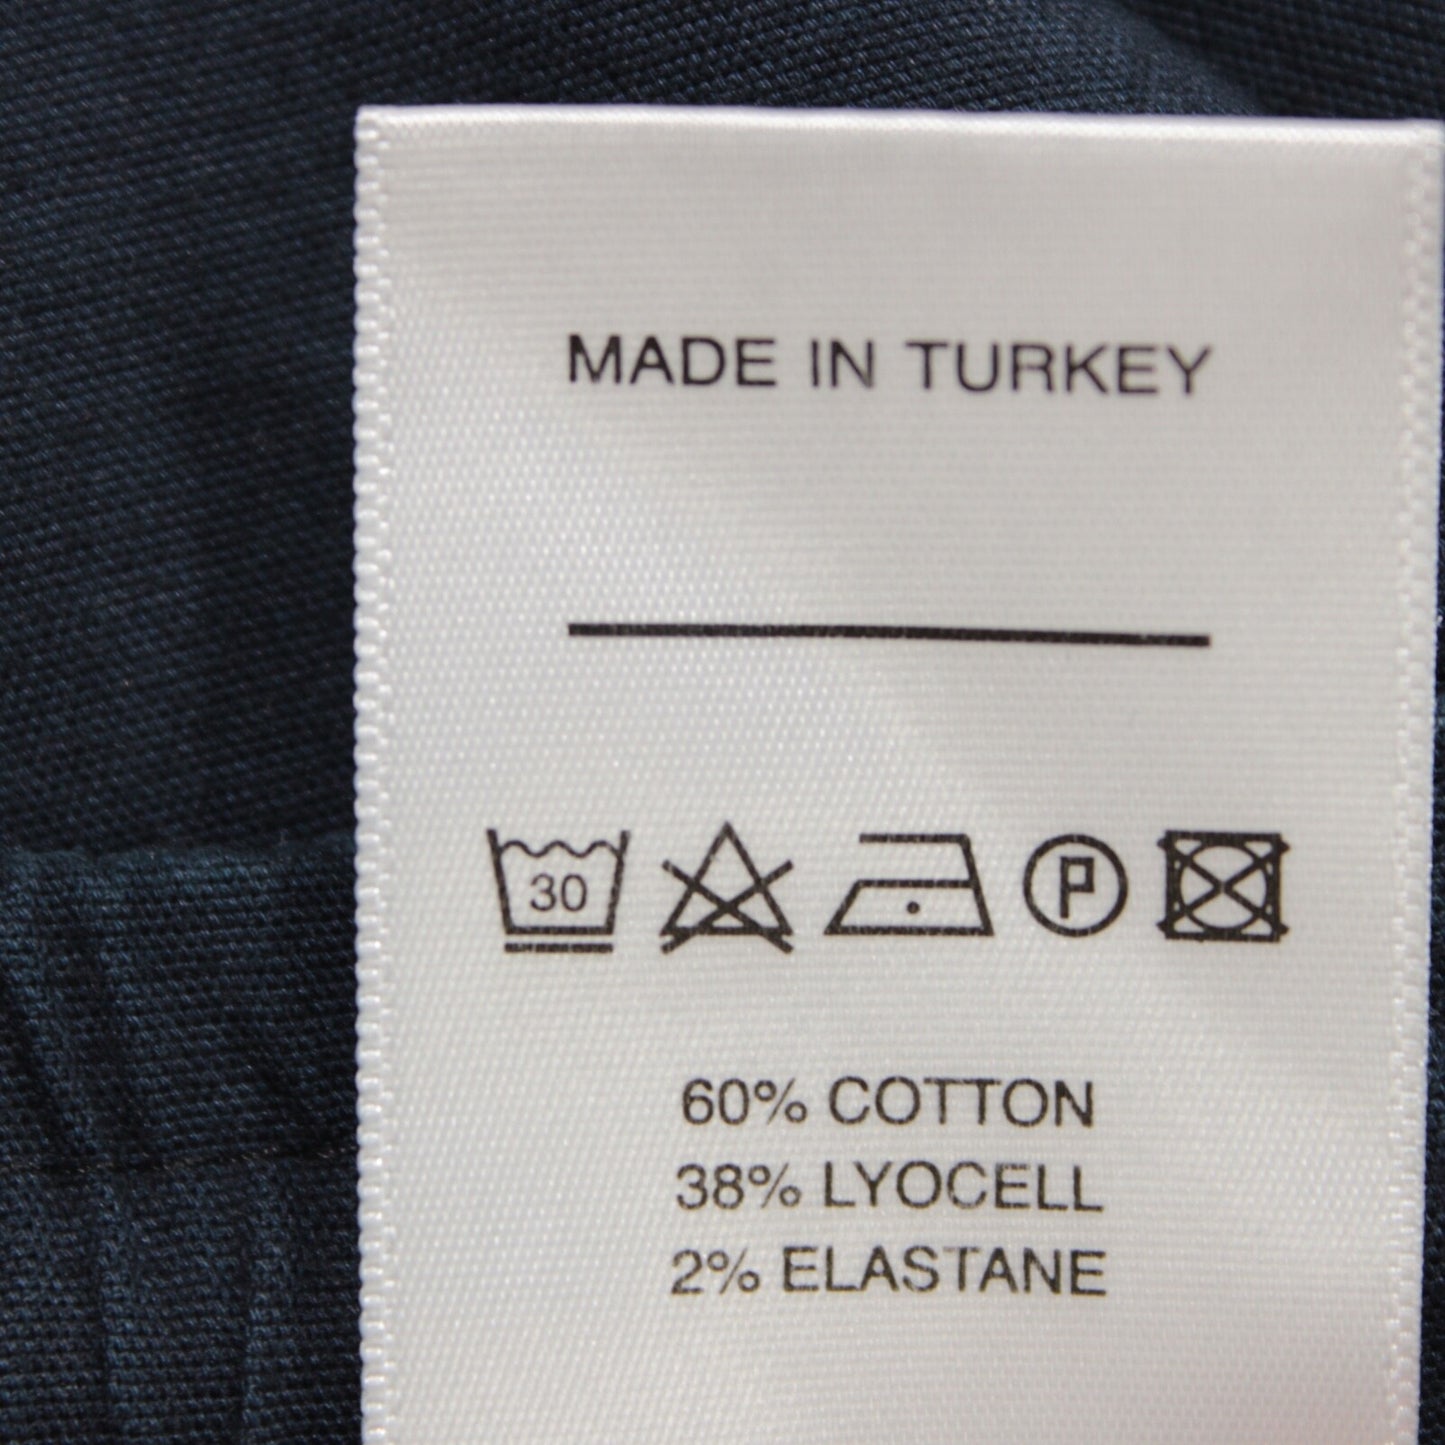 MADE IN TURKEY
30 P
60% COTTON
38% LYOCELL
2% ELASTANE